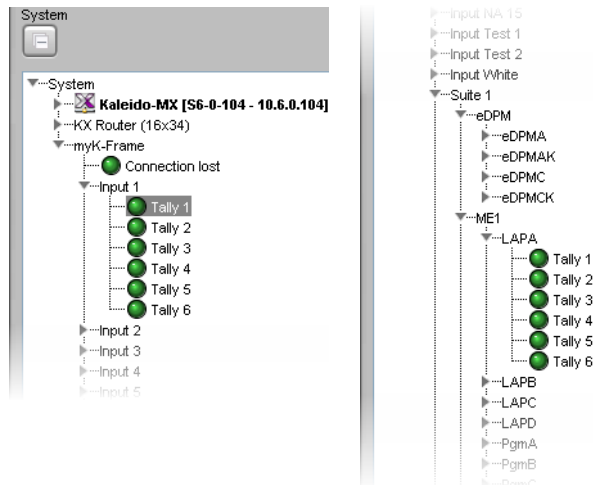 System
System
Kaleido-MX [S6-0-104 - 10.6.0.104]
KX Router (16x34)
myK-Frame
Connection lost
Input 1
Tally 1
Tally 2
Tally 3
Tally 4
Tally 5
Tally 6
Input 2
Input 3
Input 4
Input 5
Input NA 15
Input Test 1
Input Test 2
Input White
Suite 1
eDPM
eDPMA
eDPMAK
eDPMC
eDPMCK
ME1
LAPA
Tally 1
Tally 2
Tally 3
Tally 4
Tally 5
Tally 6
LAPB
LAPC
LAPD
PgmA
PgmB
PgmC